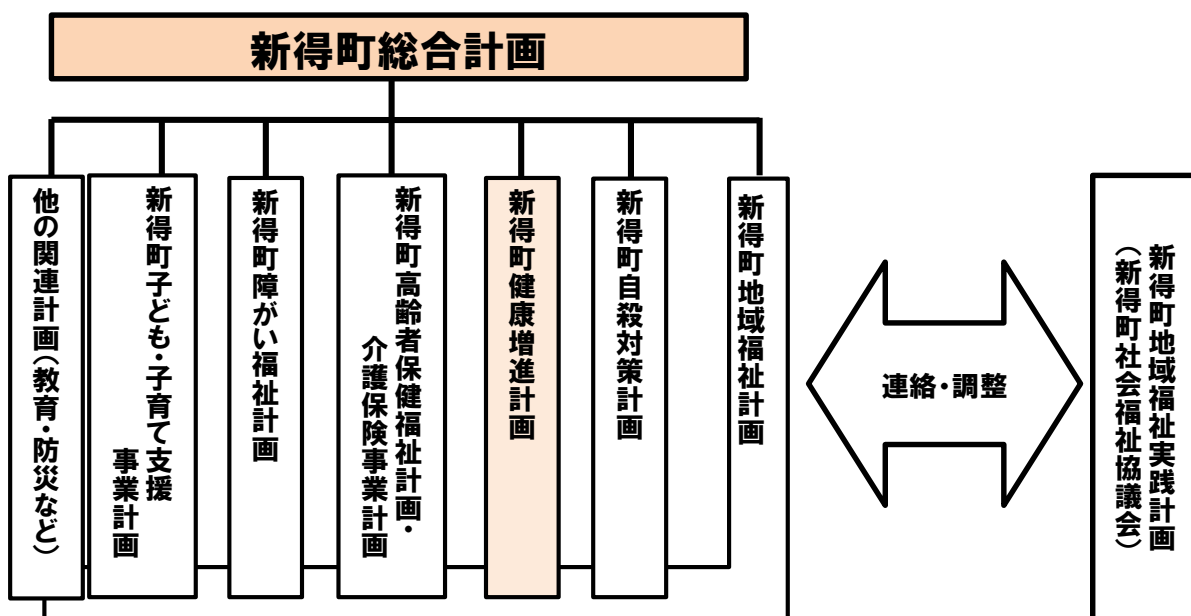 新得町総合計画
新得町地域福祉計画
新得町自殺対策計画
新得町健康増進計画
新得町高齢者保健福祉計画・
介護保険事業計画
新得町障がい福祉計画
新得町子ども・子育て支援
事業計画
他の関連計画(教育・防災など)
連絡・調整
新得町地域福祉実践計画
(新得町社会福祉協議会)